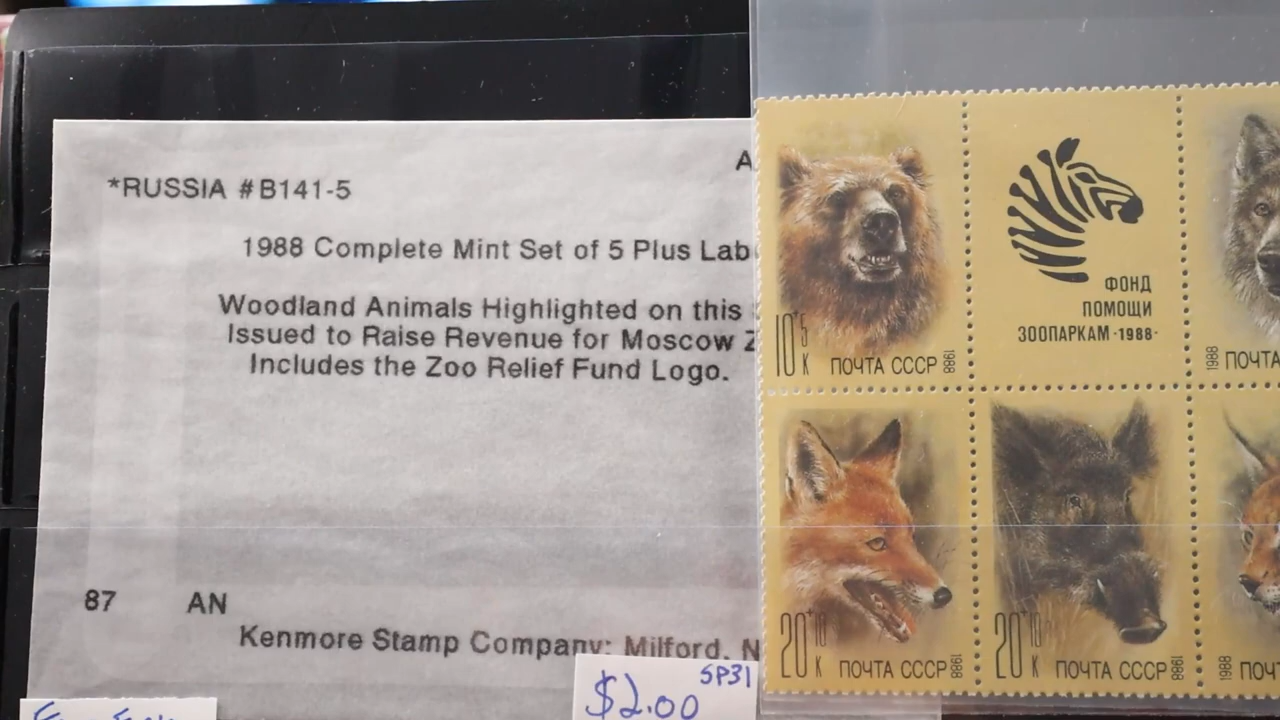 *RUSSIA #B141-5
1988 Complete Mint Set of 5 Plus
Woodland Animals Highlighted on this
Issued to Raise Revenue for Moscow
Includes the Zoo Relief Fund Logo.
87 AN
Kenmore Stamp Company: Milford, N
SP31
$2.00
10+5 К ПОЧТА СССР 1988
ФОНД
ПОМОЩИ
ЗООПАРКАМ ·1988·
1988 ПОЧТА
20+10 К ПОЧТА СССР 1988
20+10 К ПОЧТА СССР 1988
1988